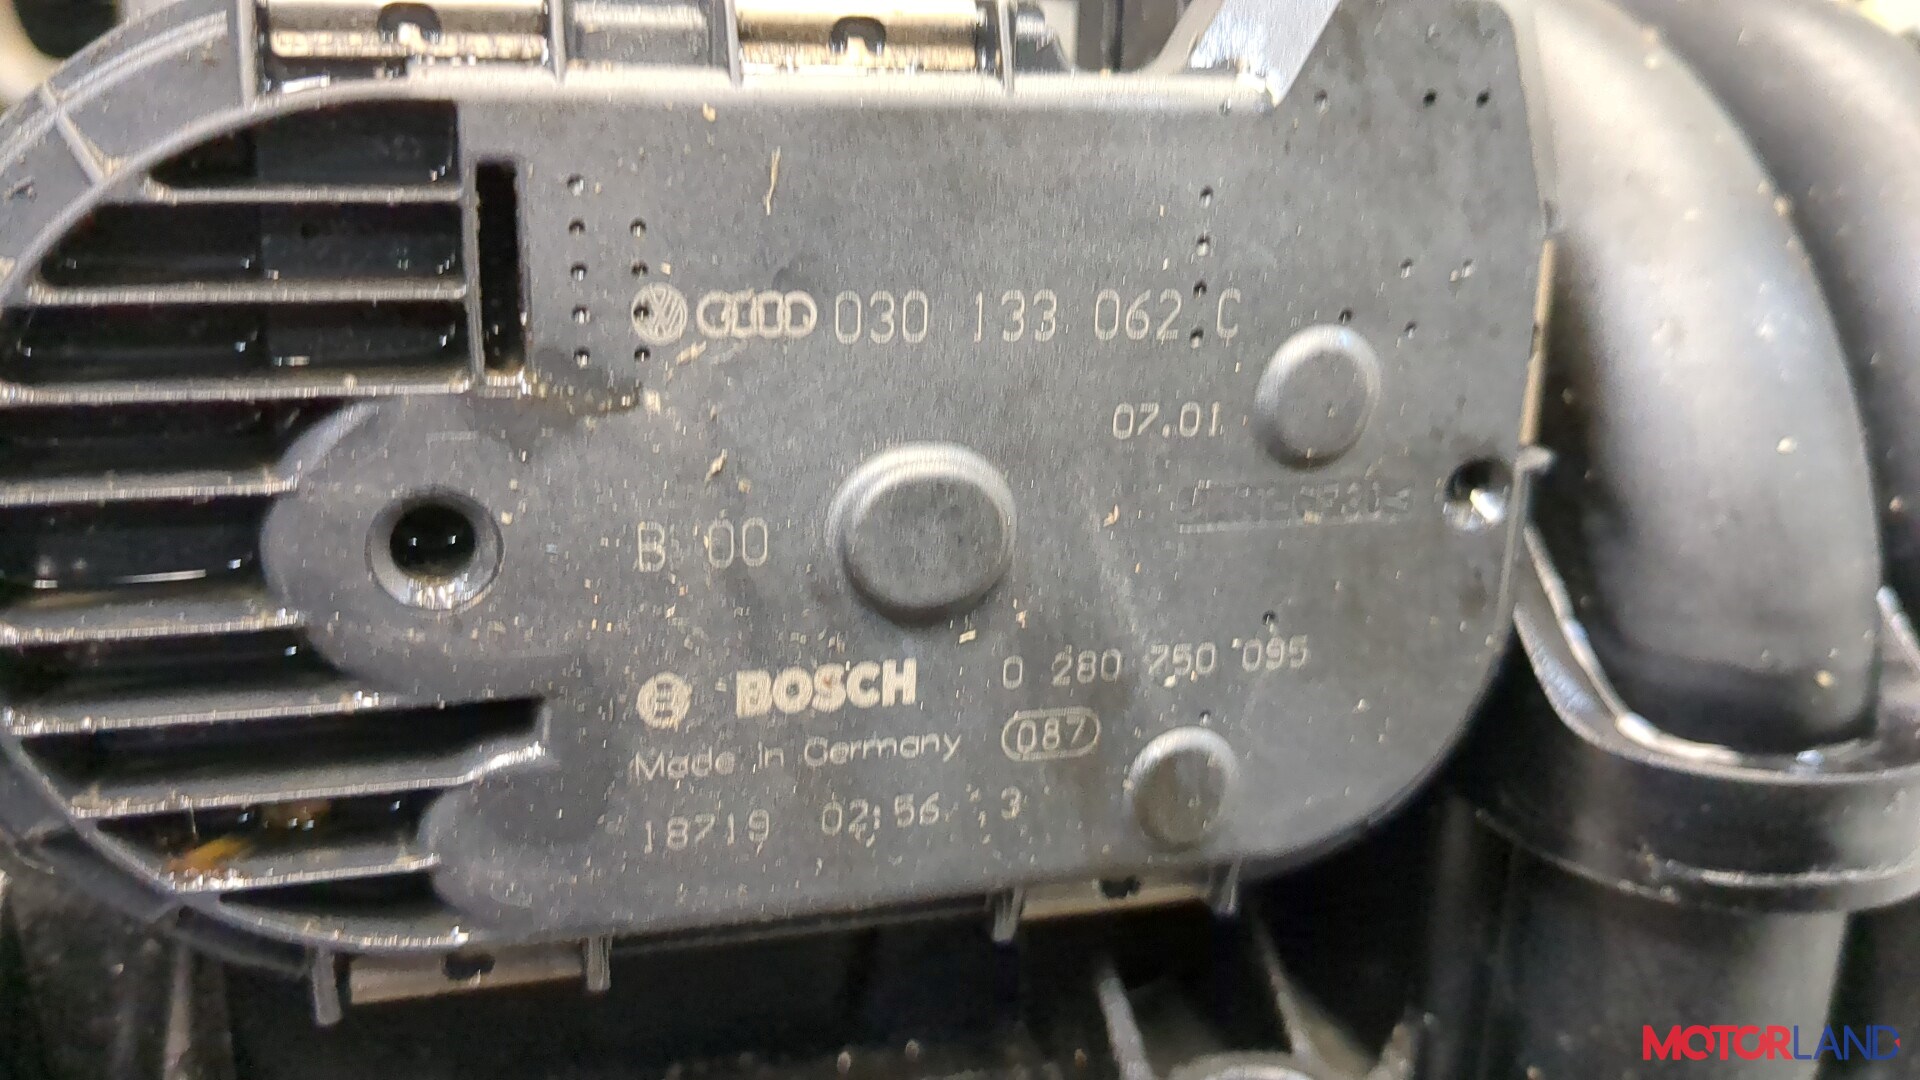 030 133 062 C
07.01
B 00
BOSCH 0 280 750 095
Made in Germany 087
18719 02:56 3
MOTORLAND